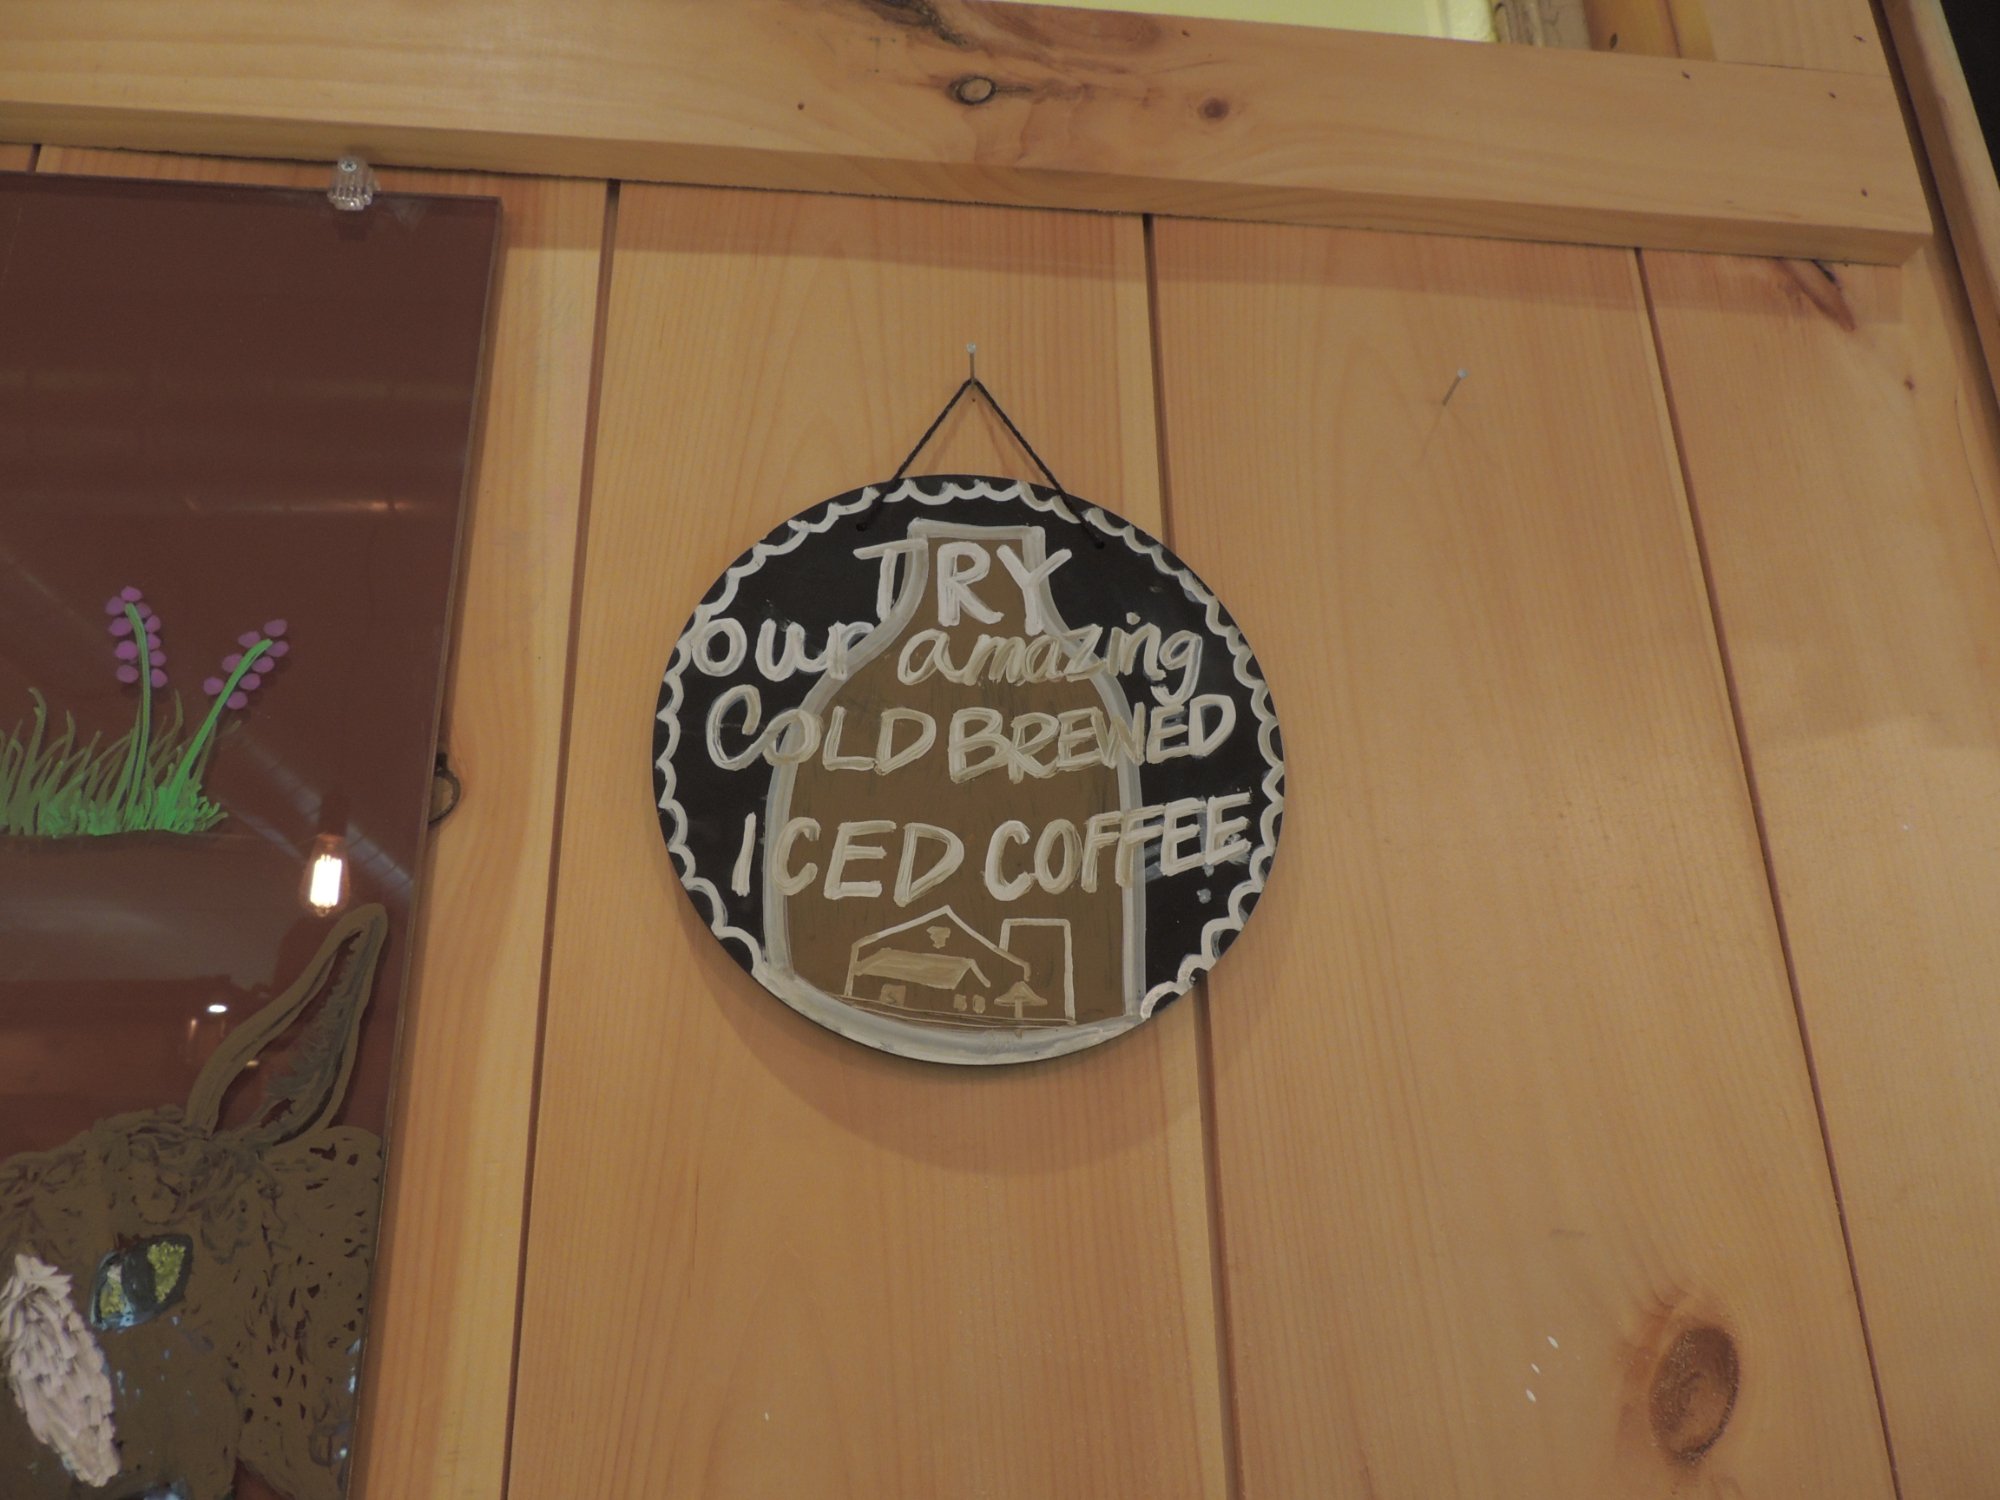 TRY
our amazing
COLD BREWED
ICED COFFEE